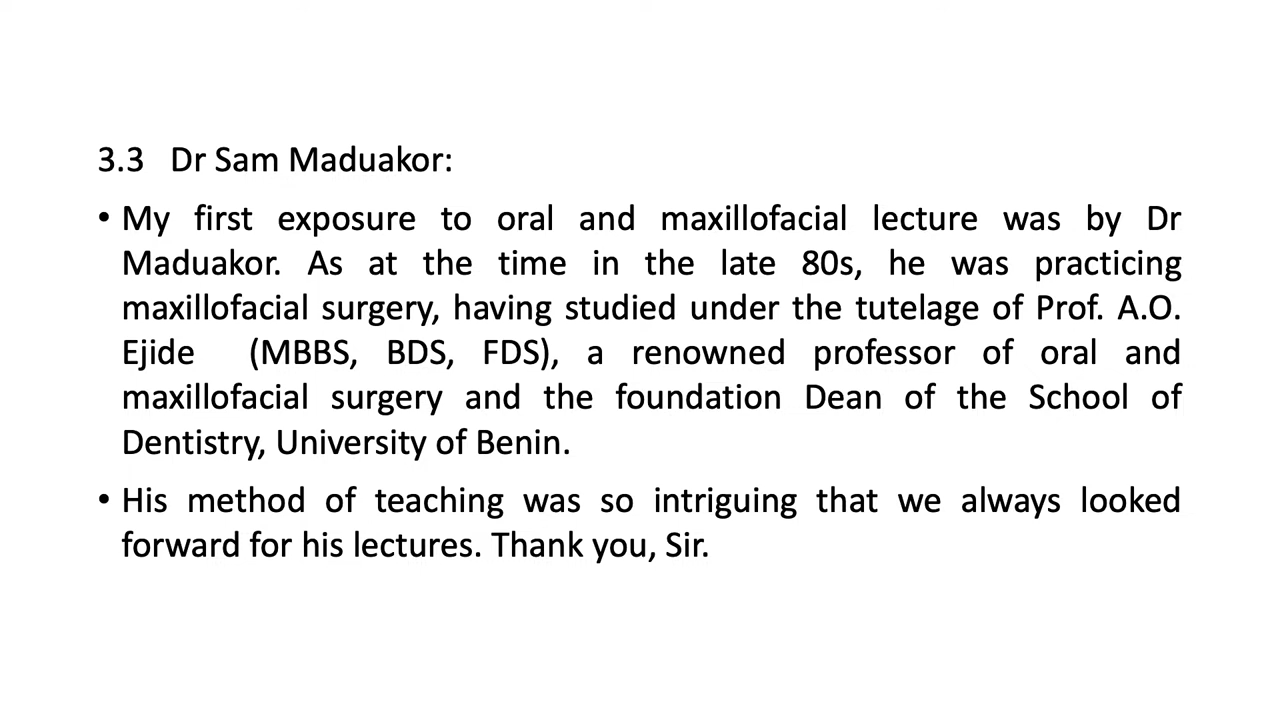 3.3 Dr Sam Maduakor:
• My first exposure to oral and maxillofacial lecture was by Dr
Maduakor. As at the time in the late 80s, he was practicing
maxillofacial surgery, having studied under the tutelage of Prof. A.O.
Ejide (MBBS, BDS, FDS), a renowned professor of oral and
maxillofacial surgery and the foundation Dean of the School of
Dentistry, University of Benin.
• His method of teaching was so intriguing that we always looked
forward for his lectures. Thank you, Sir.